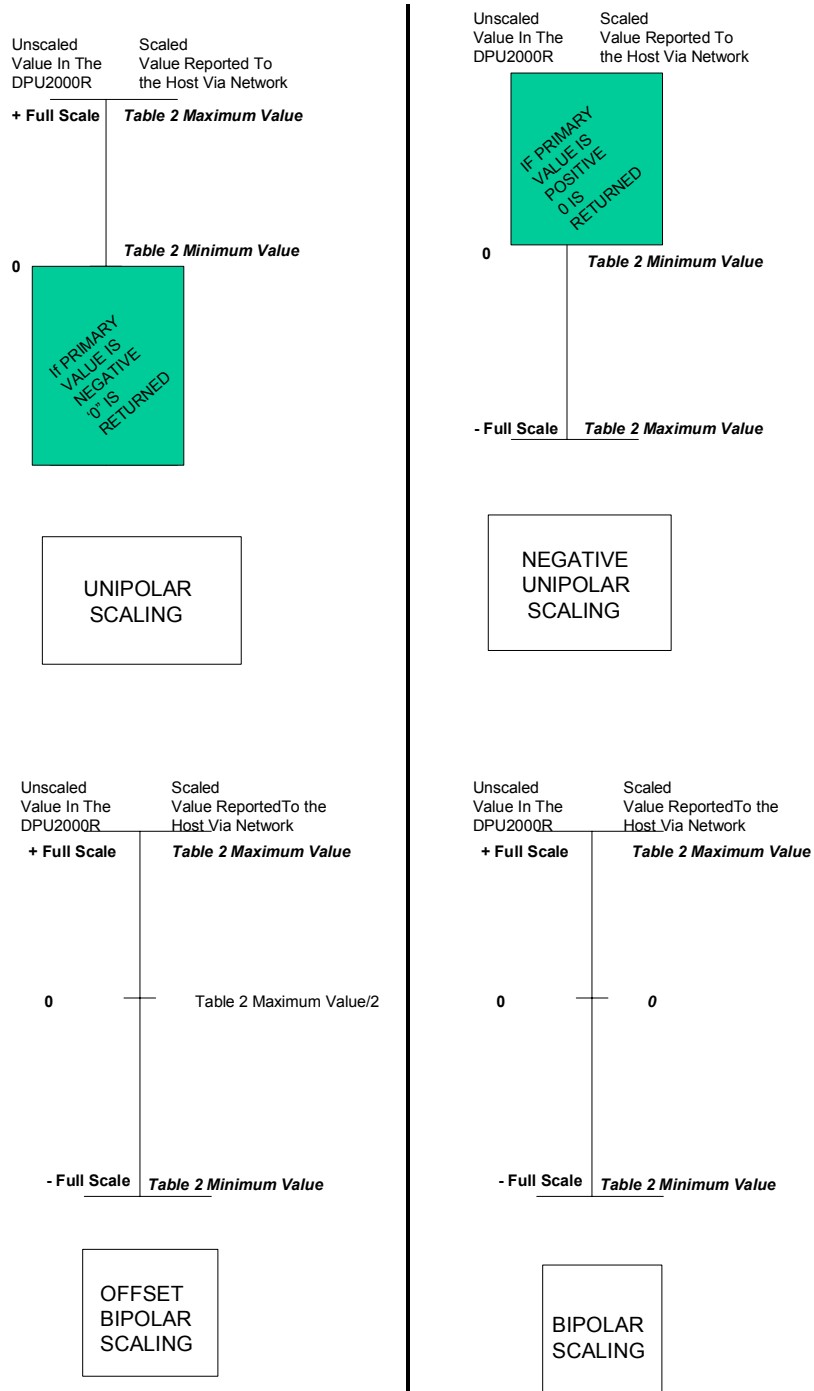 Unscaled
Value In The
DPU2000R
Scaled
Value Reported To
the Host Via Network
+ Full Scale
Table 2 Maximum Value
Table 2 Minimum Value
0
If PRIMARY
VALUE IS
NEGATIVE
'0" IS
RETURNED
UNIPOLAR
SCALING
Unscaled
Value In The
DPU2000R
Scaled
Value Reported To
the Host Via Network
IF PRIMARY
VALUE IS
POSITIVE
0 IS
RETURNED
0
Table 2 Minimum Value
- Full Scale
Table 2 Maximum Value
NEGATIVE
UNIPOLAR
SCALING
Unscaled
Value In The
DPU2000R
Scaled
Value ReportedTo the
Host Via Network
+ Full Scale
Table 2 Maximum Value
0
Table 2 Maximum Value/2
- Full Scale
Table 2 Minimum Value
OFFSET
BIPOLAR
SCALING
Unscaled
Value In The
DPU2000R
Scaled
Value ReportedTo the
Host Via Network
+ Full Scale
Table 2 Maximum Value
0
0
- Full Scale
Table 2 Minimum Value
BIPOLAR
SCALING